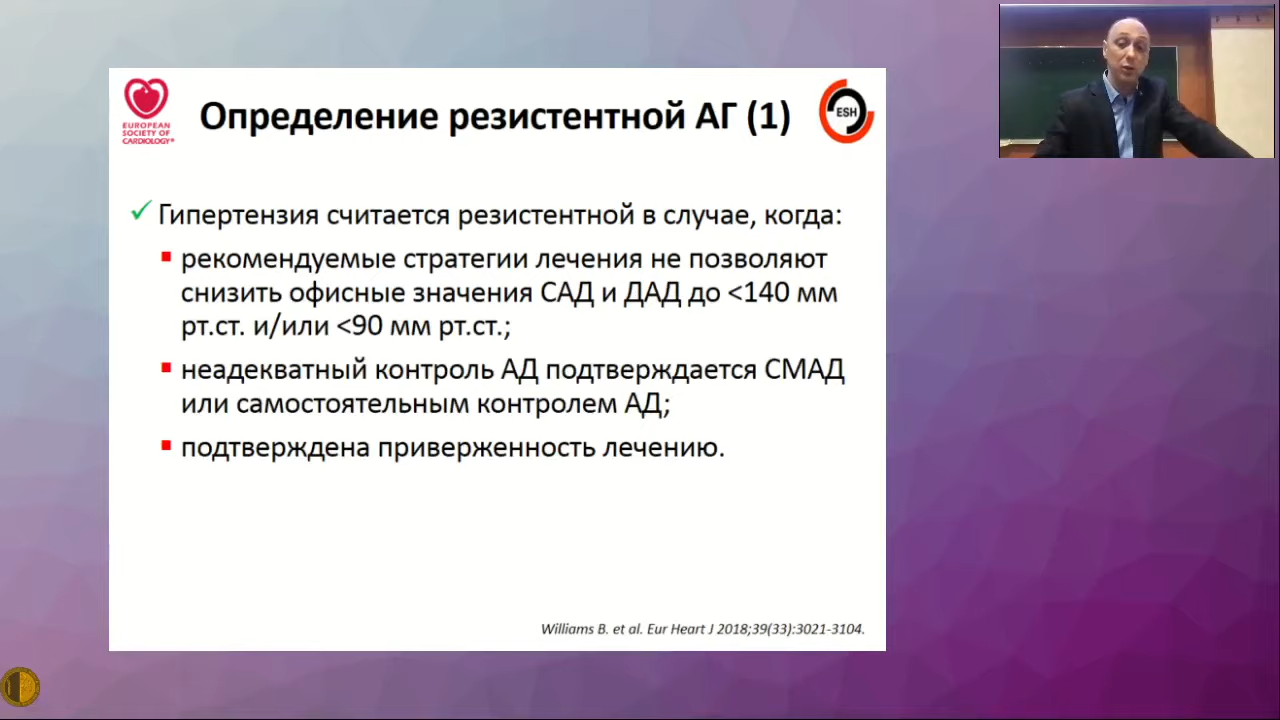 EUROPEAN
SOCIETY OF
CARDIOLOGY®
Определение резистентной АГ (1)
ESH
Гипертензия считается резистентной в случае, когда:
рекомендуемые стратегии лечения не позволяют
снизить офисные значения САД и ДАД до <140 мм
рт.ст. и/или <90 мм рт.ст.;
неадекватный контроль АД подтверждается СМАД
или самостоятельным контролем АД;
подтверждена приверженность лечению.
Williams B. et al. Eur Heart J 2018;39(33):3021-3104.